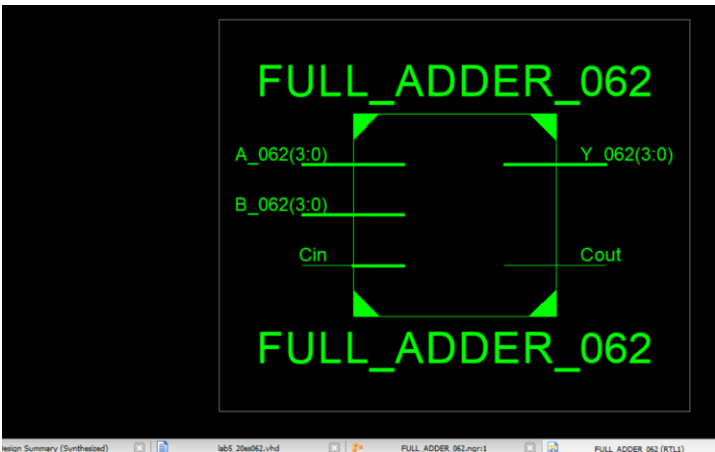 FULL_ADDER_062
A_062(3:0)
Y_062(3:0)
B_062(3:0)
Cin
Cout
FULL_ADDER_062
Design Summary (Synthesized)
lab5_20es062.vhd
FULL_ADDER_062.ngr:1
FULL_ADDER_062 (RTL1)